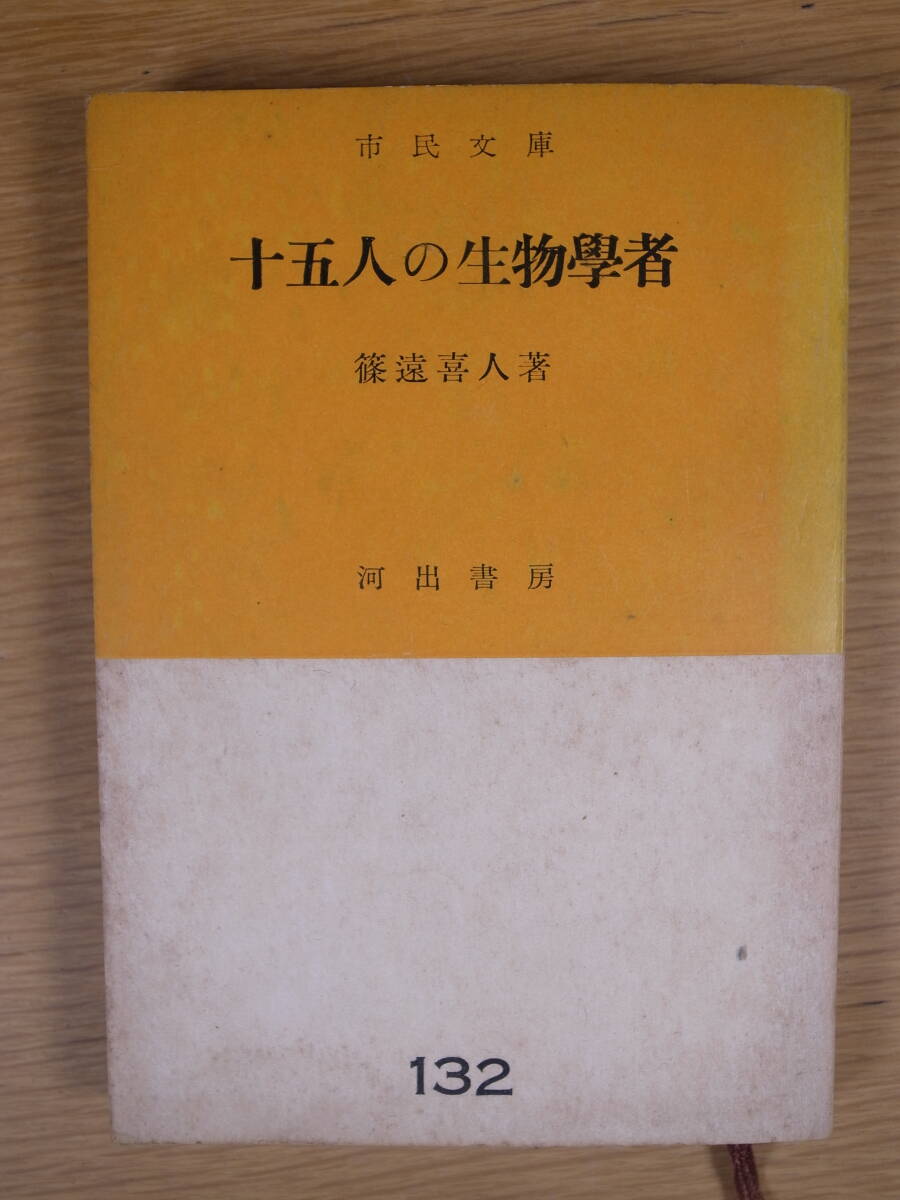 市民文庫
十五人の生物學者
篠遠喜人著
河出書房
132